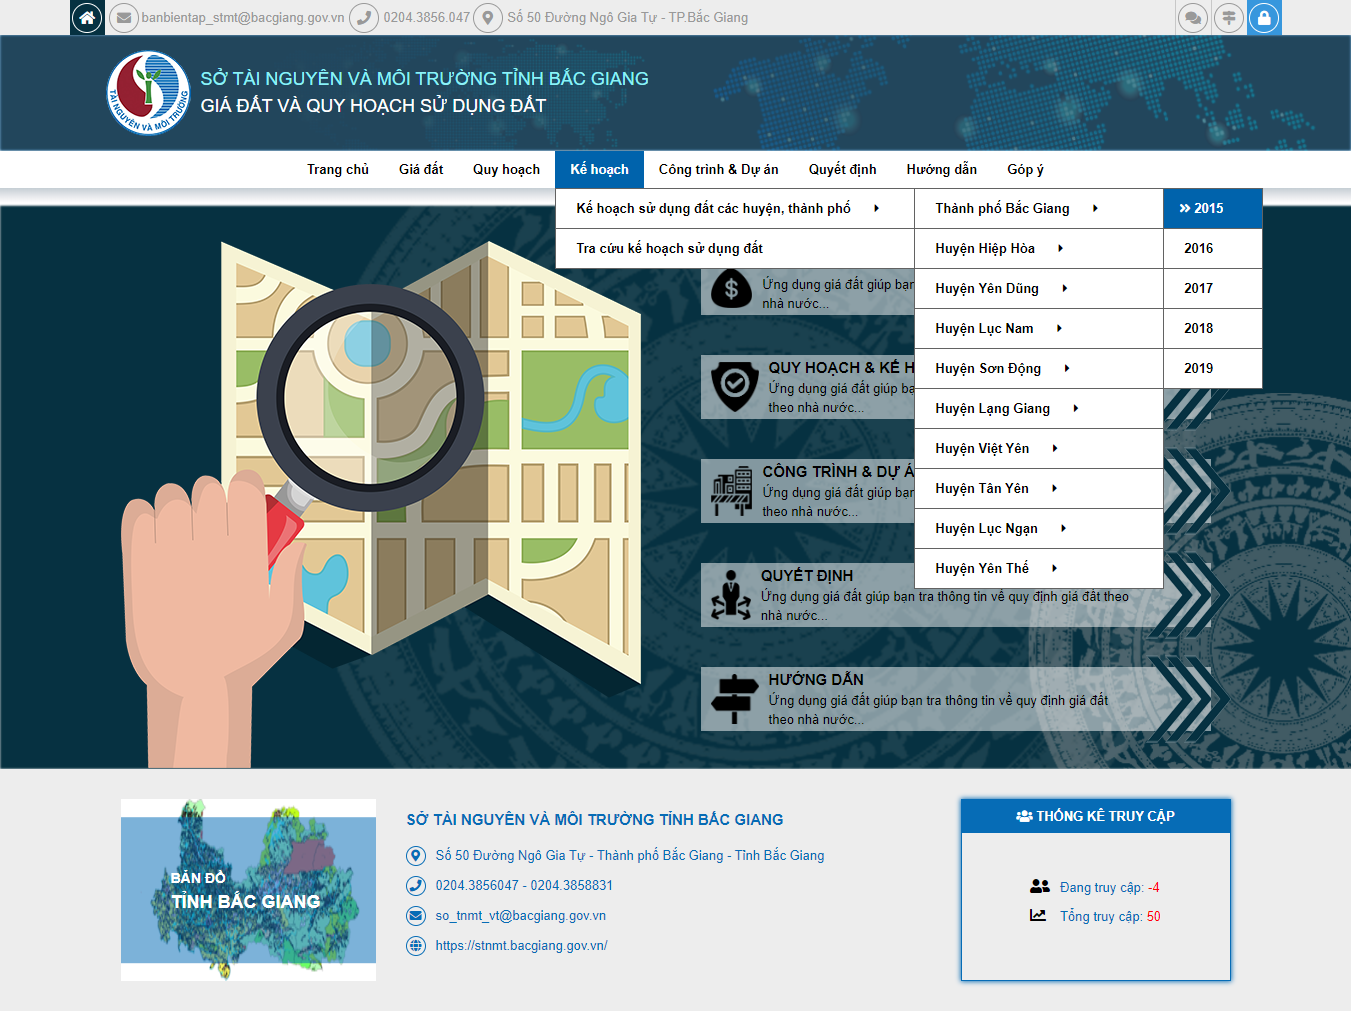 banbientap_stmt@bacgiang.gov.vn 0204.3856.047 Số 50 Đường Ngô Gia Tự - TP.Bắc Giang
TÀI NGUYÊN VÀ MÔI TRƯỜNG
SỞ TÀI NGUYÊN VÀ MÔI TRƯỜNG TỈNH BẮC GIANG
GIÁ ĐẤT VÀ QUY HOẠCH SỬ DỤNG ĐẤT
Trang chủ Giá đất Quy hoạch Kế hoạch Công trình & Dự án Quyết định Hướng dẫn Góp ý
Kế hoạch sử dụng đất các huyện, thành phố
Tra cứu kế hoạch sử dụng đất
Thành phố Bắc Giang
Huyện Hiệp Hòa
Huyện Yên Dũng
Huyện Lục Nam
Huyện Sơn Động
Huyện Lạng Giang
Huyện Việt Yên
Huyện Tân Yên
Huyện Lục Ngạn
Huyện Yên Thế
2015
2016
2017
2018
2019
Ứng dụng giá đất giúp bạn
nhà nước...
QUY HOẠCH & KẾ H
Ứng dụng giá đất giúp bạ
theo nhà nước...
CÔNG TRÌNH & DỰ Á
Ứng dụng giá đất giúp bạn
theo nhà nước...
QUYẾT ĐỊNH
Ứng dụng giá đất giúp bạn tra thông tin về quy định giá đất theo
nhà nước...
HƯỚNG DẪN
Ứng dụng giá đất giúp bạn tra thông tin về quy định giá đất
theo nhà nước...
BẢN ĐỒ
TỈNH BẮC GIANG
SỞ TÀI NGUYÊN VÀ MÔI TRƯỜNG TỈNH BẮC GIANG
Số 50 Đường Ngô Gia Tự - Thành phố Bắc Giang - Tỉnh Bắc Giang
0204.3856047 - 0204.3858831
so_tnmt_vt@bacgiang.gov.vn
https://stnmt.bacgiang.gov.vn/
THỐNG KÊ TRUY CẬP
Đang truy cập: -4
Tổng truy cập: 50